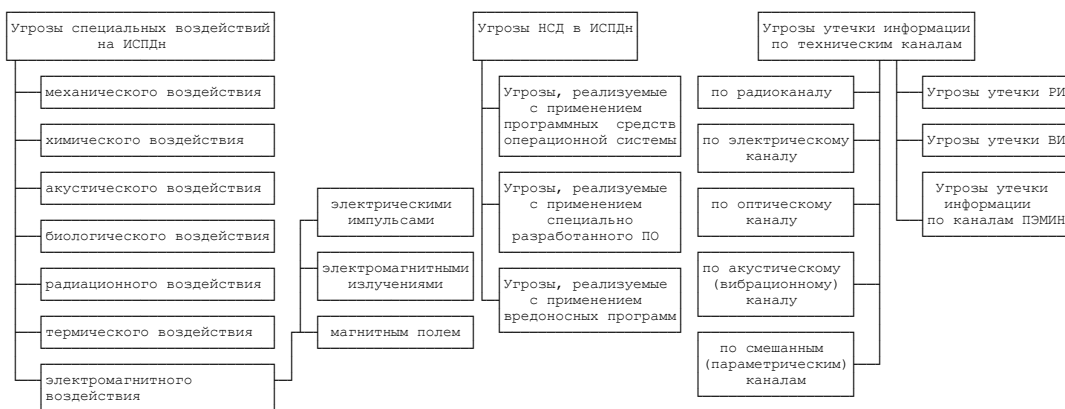 Угрозы специальных воздействий
на ИСПДн
механического воздействия
химического воздействия
акустического воздействия
биологического воздействия
радиационного воздействия
термического воздействия
электромагнитного
воздействия
электрическими
импульсами
электромагнитными
излучениями
магнитным полем
Угрозы НСД в ИСПДн
Угрозы, реализуемые
с применением
программных средств
операционной системы
Угрозы, реализуемые
с применением
специально
разработанного ПО
Угрозы, реализуемые
с применением
вредоносных программ
Угрозы утечки информации
по техническим каналам
по радиоканалу
по электрическому
каналу
по оптическому
каналу
по акустическому
(вибрационному)
каналу
по смешанным
(параметрическим)
каналам
Угрозы утечки РИ
Угрозы утечки ВИ
Угрозы утечки
информации
по каналам ПЭМИН